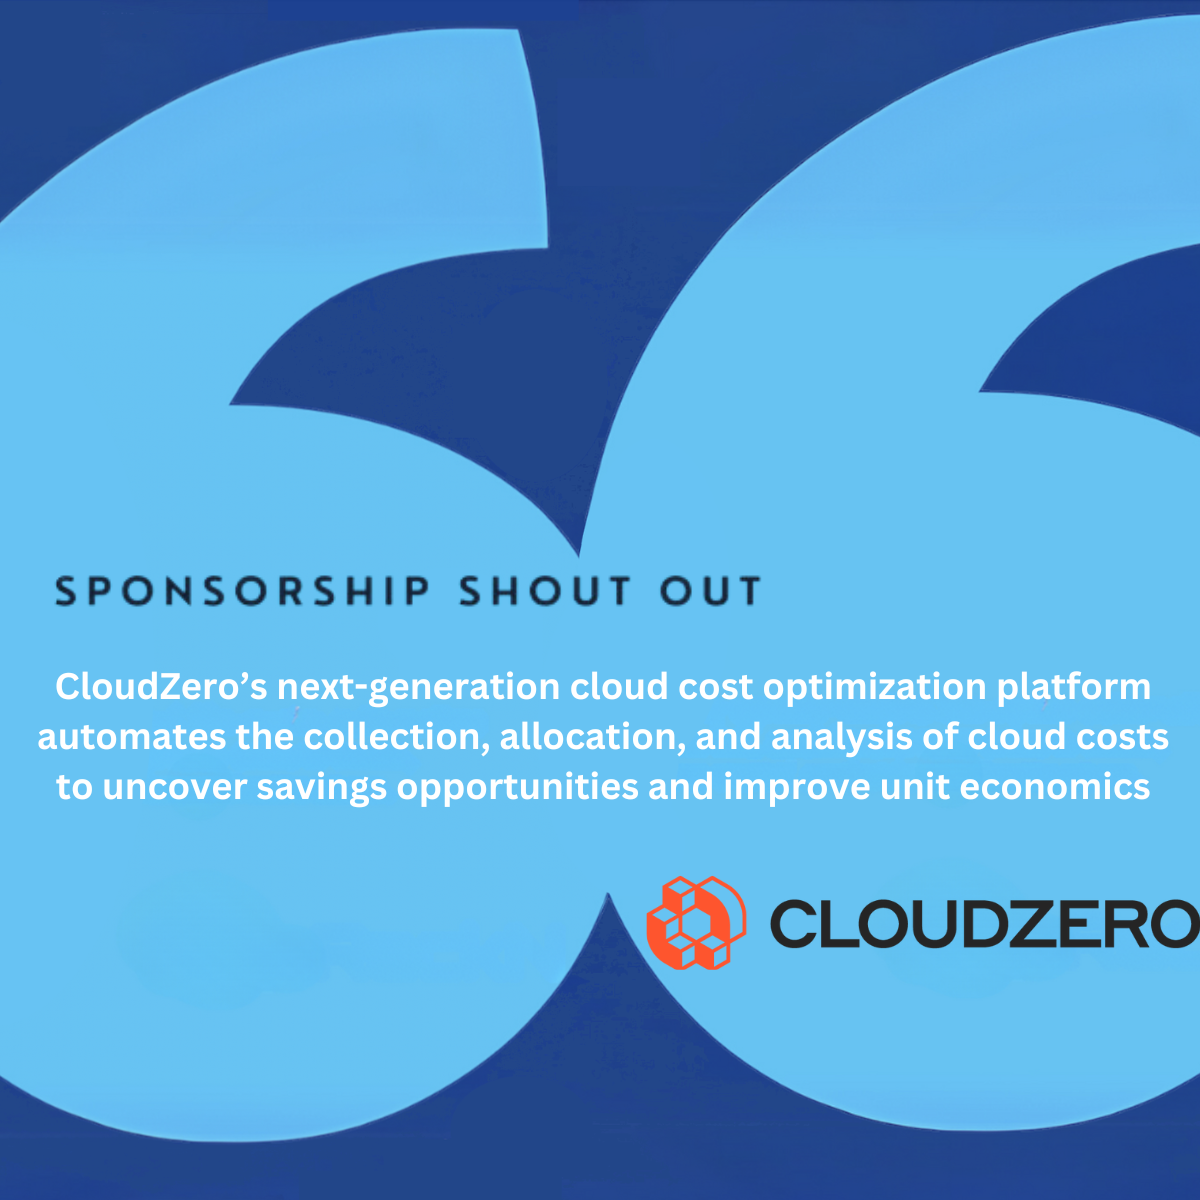 SPONSORSHIP SHOUT OUT
CloudZero’s next-generation cloud cost optimization platform
automates the collection, allocation, and analysis of cloud costs
to uncover savings opportunities and improve unit economics
CLOUDZERO